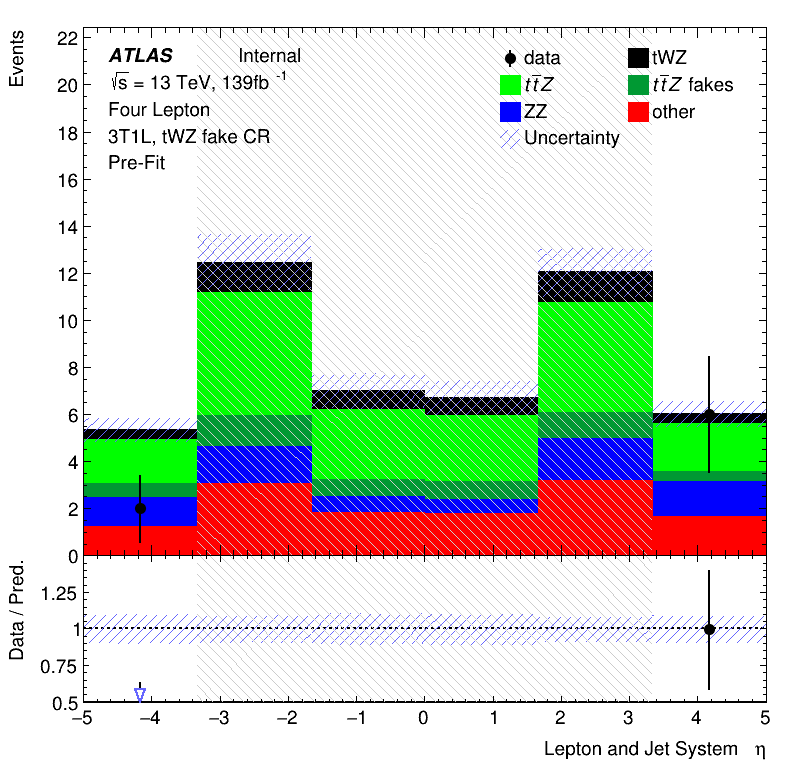 Events
22
20
18
16
14
12
10
8
6
4
2
0
ATLAS Internal
√s = 13 TeV, 139fb -1
Four Lepton
3T1L, tWZ fake CR
Pre-Fit
data tWZ
tt̄Z tt̄Z fakes
ZZ other
Uncertainty
Data / Pred.
1.25
1
0.75
0.5
−5 −4 −3 −2 −1 0 1 2 3 4 5
Lepton and Jet System η